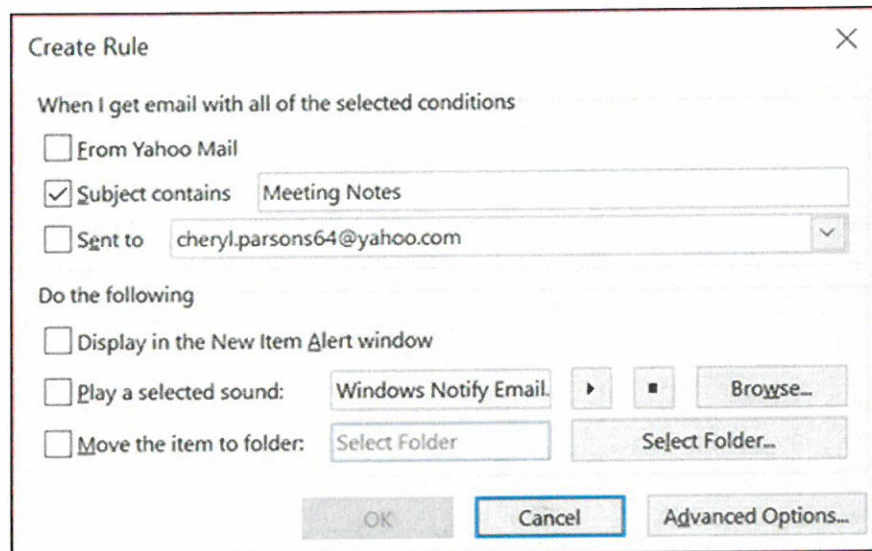 Create Rule
When I get email with all of the selected conditions
From Yahoo Mail
Subject contains Meeting Notes
Sent to cheryl.parsons64@yahoo.com
Do the following
Display in the New Item Alert window
Play a selected sound: Windows Notify Email. Browse...
Move the item to folder: Select Folder Select Folder...
OK Cancel Advanced Options...